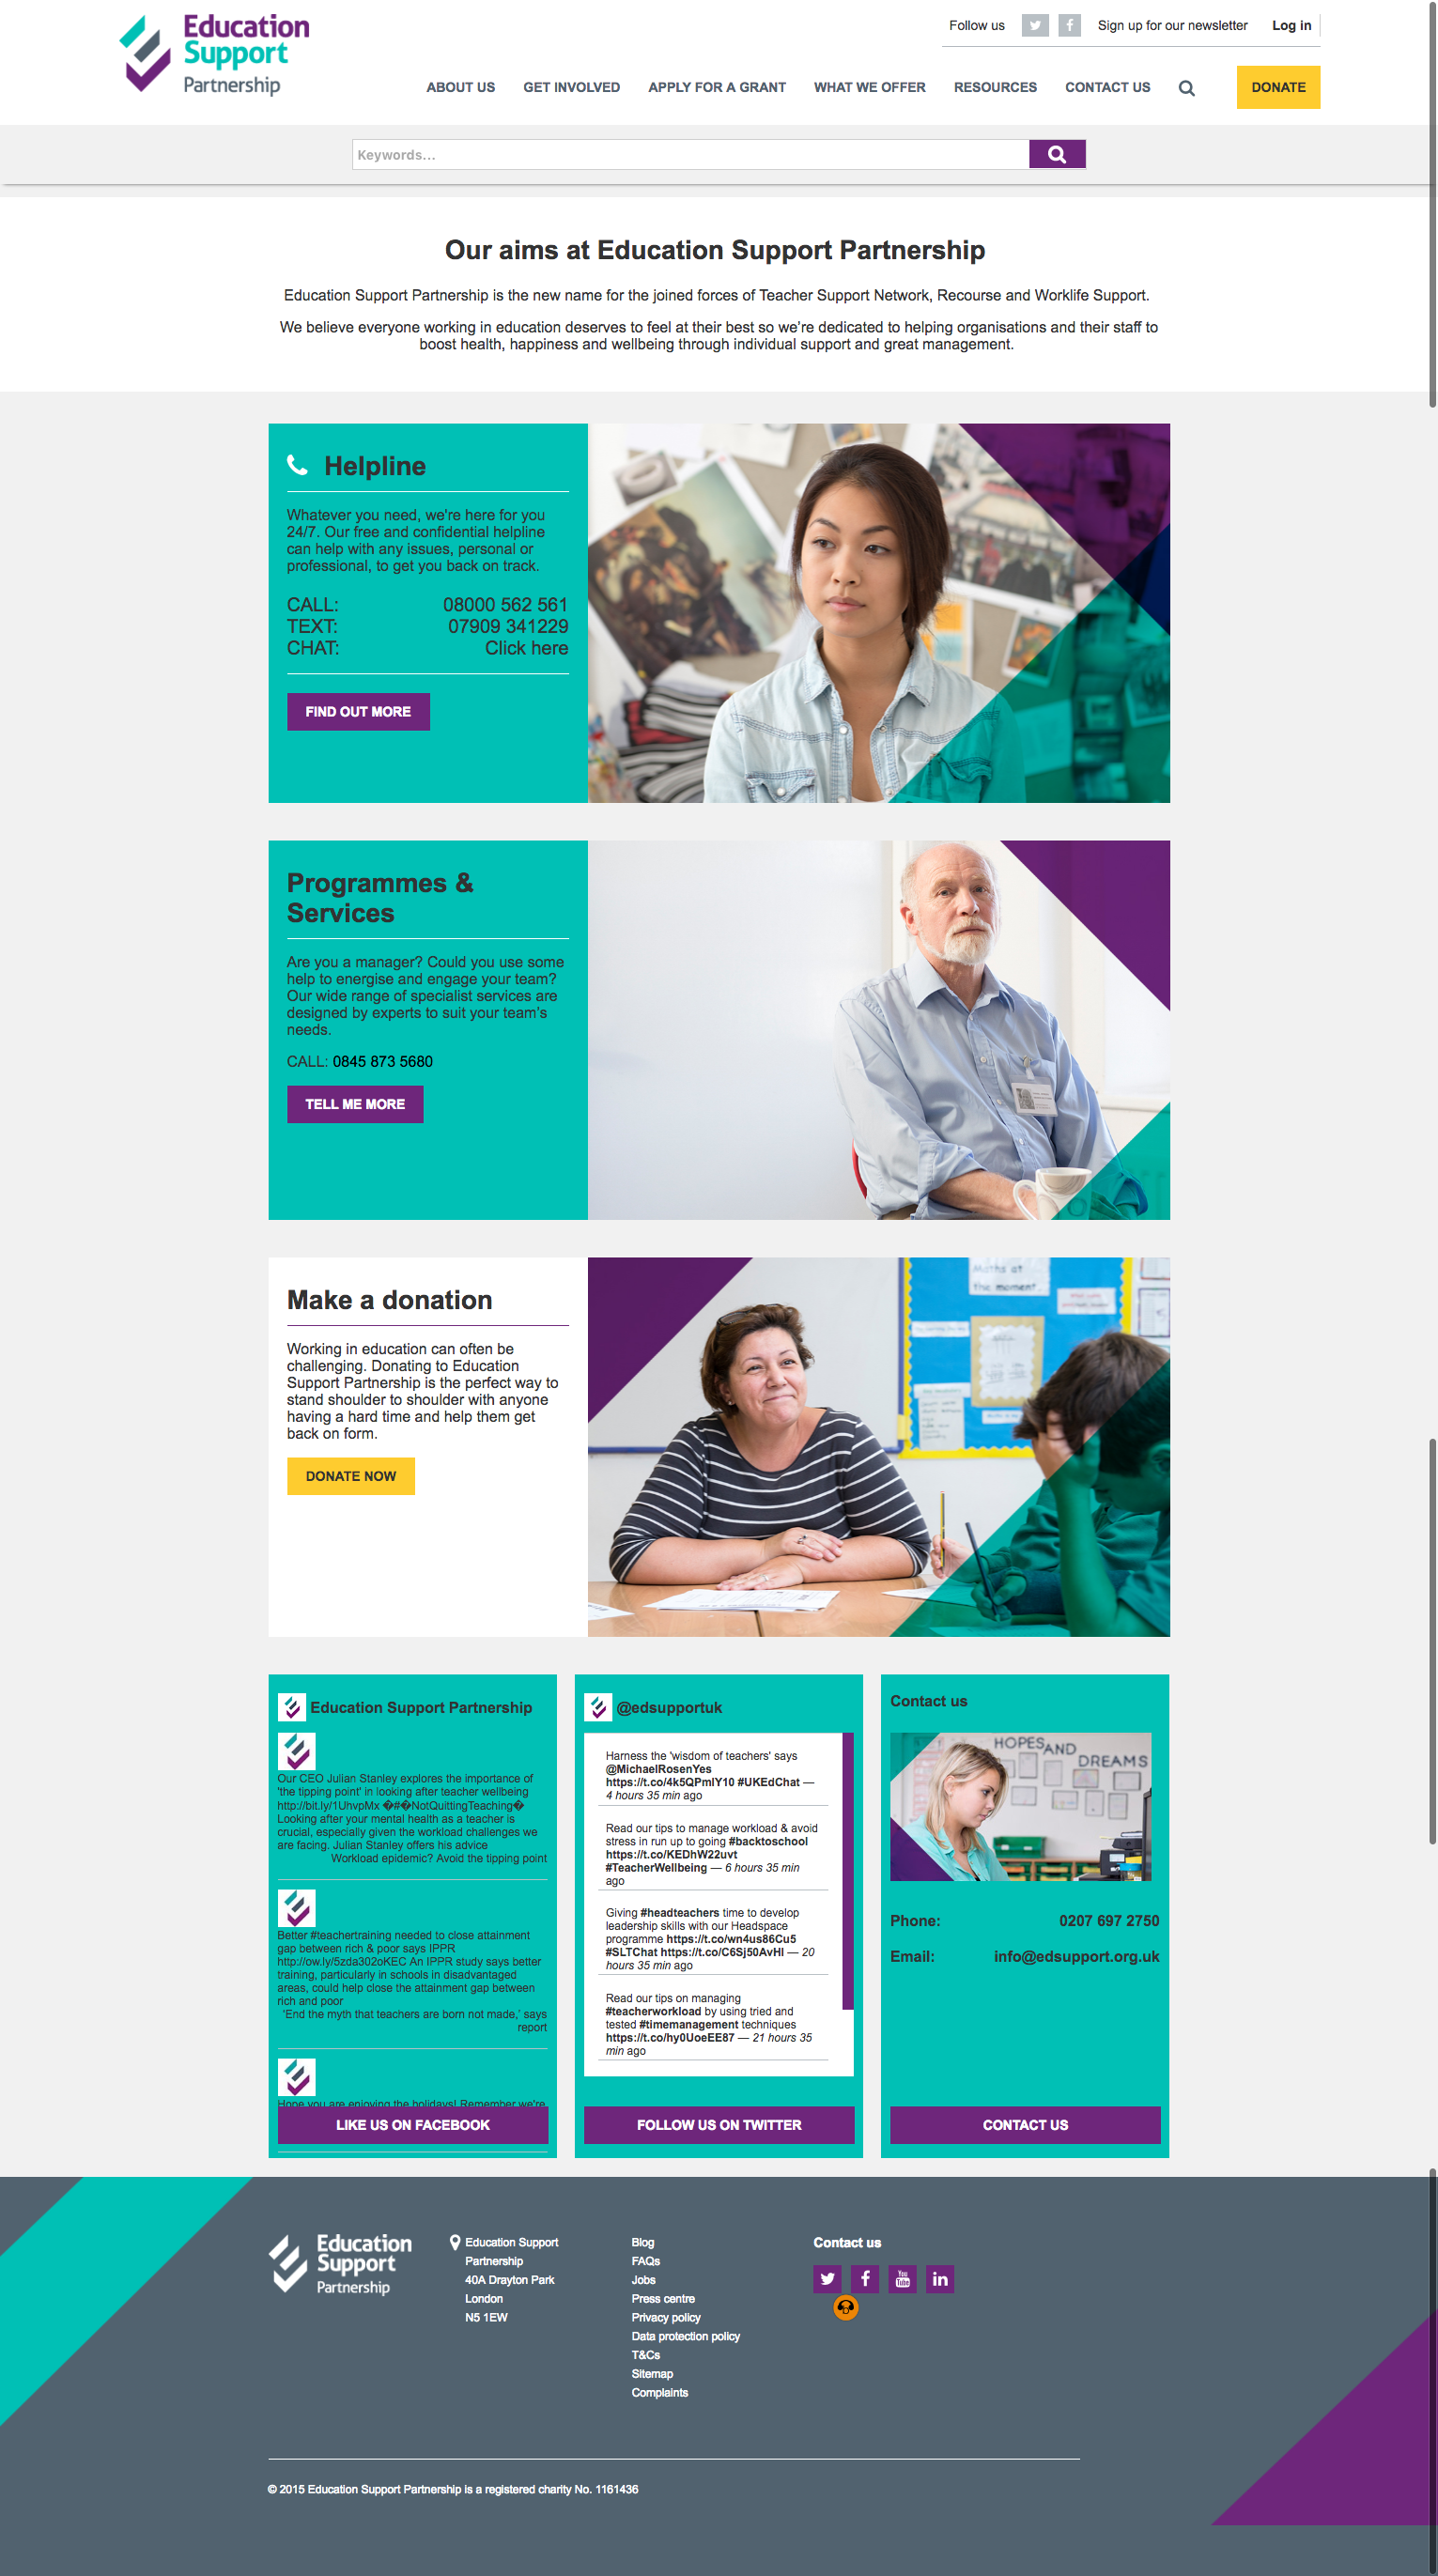 Education
Support
Partnership
Follow us
Sign up for our newsletter
Log in
ABOUT US
GET INVOLVED
APPLY FOR A GRANT
WHAT WE OFFER
RESOURCES
CONTACT US
DONATE
Keywords...
Our aims at Education Support Partnership
Education Support Partnership is the new name for the joined forces of Teacher Support Network, Recourse and Worklife Support.
We believe everyone working in education deserves to feel at their best so we're dedicated to helping organisations and their staff to
boost health, happiness and wellbeing through individual support and great management.
Helpline
Whatever you need, we're here for you
24/7. Our free and confidential helpline
can help with any issues, personal or
professional, to get you back on track.
CALL: 08000 562 561
TEXT: 07909 341229
CHAT: Click here
FIND OUT MORE
Programmes &
Services
Are you a manager? Could you use some
help to energise and engage your team?
Our wide range of specialist services are
designed by experts to suit your team's
needs.
CALL: 0845 873 5680
TELL ME MORE
Make a donation
Working in education can often be
challenging. Donating to Education
Support Partnership is the perfect way to
stand shoulder to shoulder with anyone
having a hard time and help them get
back on form.
DONATE NOW
Maths at
the moment
Education Support Partnership
Our CEO Julian Stanley explores the importance of
'the tipping point' in looking after teacher wellbeing
http://bit.ly/1UhvpMx �#�NotQuittingTeaching�
Looking after your mental health as a teacher is
crucial, especially given the workload challenges we
are facing. Julian Stanley offers his advice
Workload epidemic? Avoid the tipping point
Better #teachertraining needed to close attainment
gap between rich & poor says IPPR
http://ow.ly/5zda302oKEC An IPPR study says better
training, particularly in schools in disadvantaged
areas, could help close the attainment gap between
rich and poor
'End the myth that teachers are born not made,' says
report
Hope you are enjoying the holidays! Remember we're
LIKE US ON FACEBOOK
@edsupportuk
Harness the 'wisdom of teachers' says
@MichaelRosenYes
https://t.co/4k5QPmlY10 #UKEdChat —
4 hours 35 min ago
Read our tips to manage workload & avoid
stress in run up to going #backtoschool
https://t.co/KEDhW22uvt
#TeacherWellbeing — 6 hours 35 min
ago
Giving #headteachers time to develop
leadership skills with our Headspace
programme https://t.co/wn4us86Cu5
#SLTChat https://t.co/C6Sj50AvHI — 20
hours 35 min ago
Read our tips on managing
#teacherworkload by using tried and
tested #timemanagement techniques
https://t.co/hy0UoeEE87 — 21 hours 35
min ago
FOLLOW US ON TWITTER
Contact us
HOPES AND
DREAMS
Phone: 0207 697 2750
Email: info@edsupport.org.uk
CONTACT US
Education
Support
Partnership
Education Support
Partnership
40A Drayton Park
London
N5 1EW
Blog
FAQs
Jobs
Press centre
Privacy policy
Data protection policy
T&Cs
Sitemap
Complaints
Contact us
You
Tube
in
© 2015 Education Support Partnership is a registered charity No. 1161436